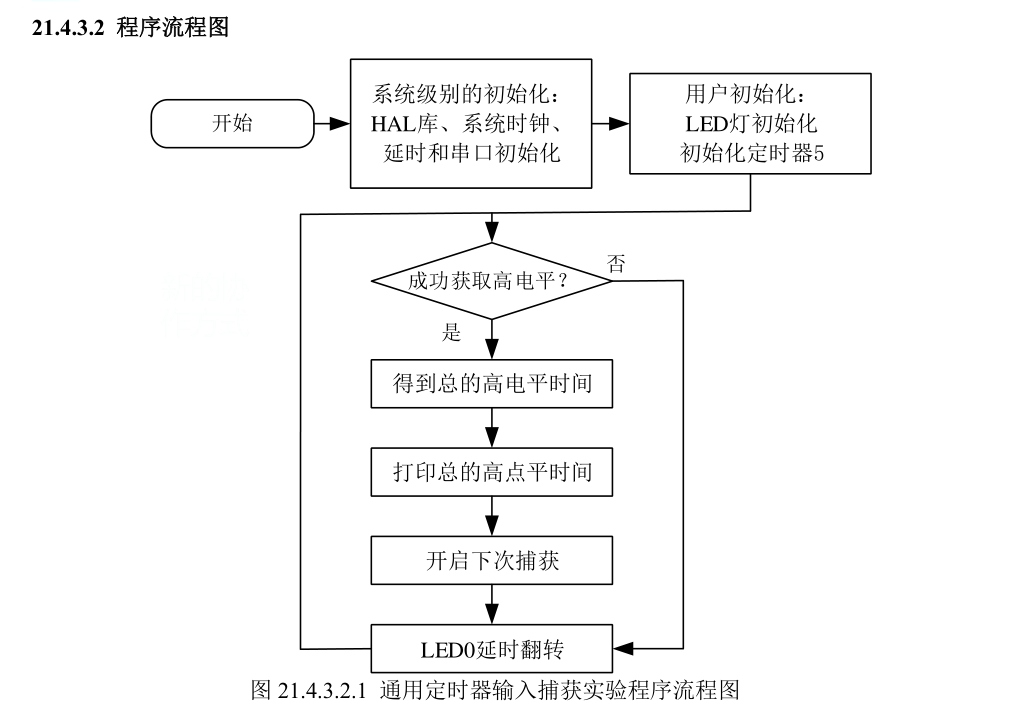 21.4.3.2 程序流程图
开始
系统级别的初始化：
HAL库、系统时钟、
延时和串口初始化
用户初始化：
LED灯初始化
初始化定时器5
成功获取高电平？
否
是
得到总的高电平时间
打印总的高点平时间
开启下次捕获
LED0延时翻转
图 21.4.3.2.1 通用定时器输入捕获实验程序流程图